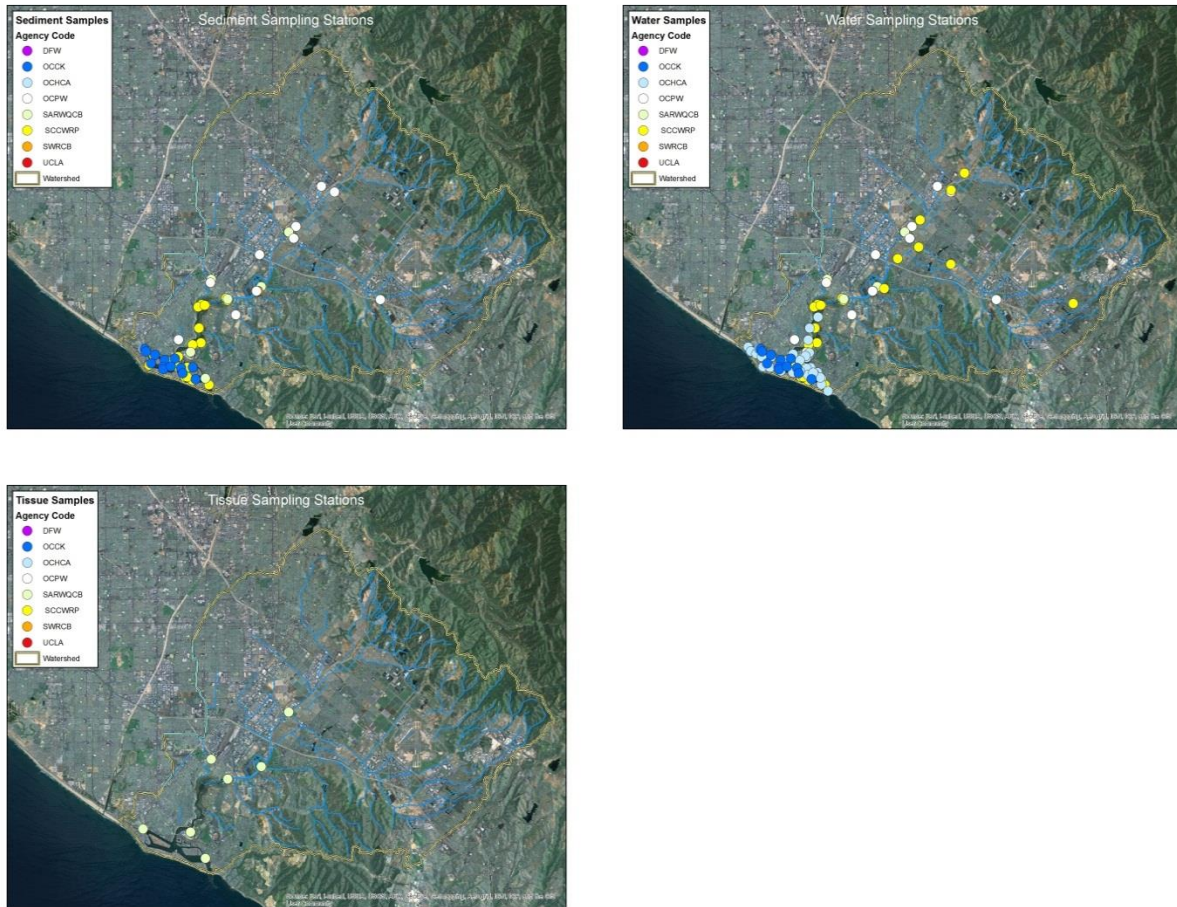 Sediment Sampling Stations
Sediment Samples
Agency Code
DFW
OCCK
OCHCA
OCPW
SARWQCB
SCCWRP
SWRCB
UCLA
Watershed
Water Sampling Stations
Water Samples
Agency Code
DFW
OCCK
OCHCA
OCPW
SARWQCB
SCCWRP
SWRCB
UCLA
Watershed
Tissue Sampling Stations
Tissue Samples
Agency Code
DFW
OCCK
OCHCA
OCPW
SARWQCB
SCCWRP
SWRCB
UCLA
Watershed